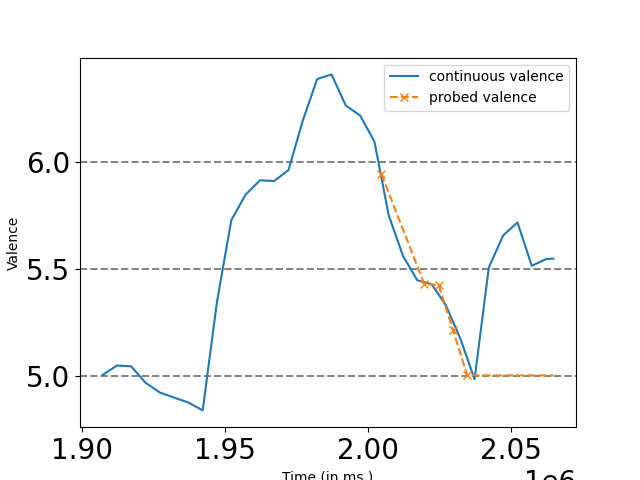 continuous valence
probed valence
6.0
5.5
5.0
Valence
1.90
1.95
2.00
2.05
Time (in ms.)
1e6